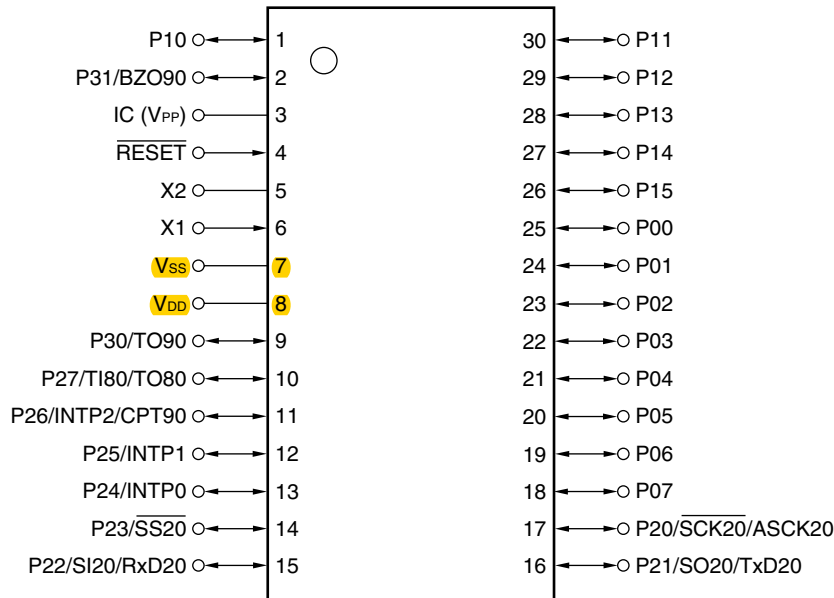 P10 1 30 P11
P31/BZO90 2 29 P12
IC (VPP) 3 28 P13
RESET 4 27 P14
X2 5 26 P15
X1 6 25 P00
VSS 7 24 P01
VDD 8 23 P02
P30/TO90 9 22 P03
P27/TI80/TO80 10 21 P04
P26/INTP2/CPT90 11 20 P05
P25/INTP1 12 19 P06
P24/INTP0 13 18 P07
P23/SS20 14 17 P20/SCK20/ASCK20
P22/SI20/RxD20 15 16 P21/SO20/TxD20